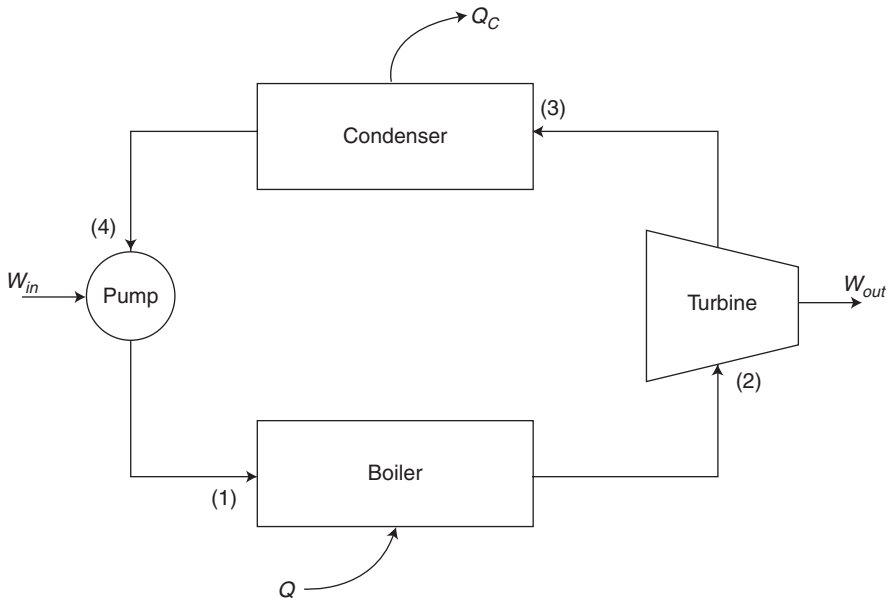 Q_C
(3)
Condenser
(4)
W_in
Pump
Turbine
W_out
(2)
Boiler
(1)
Q